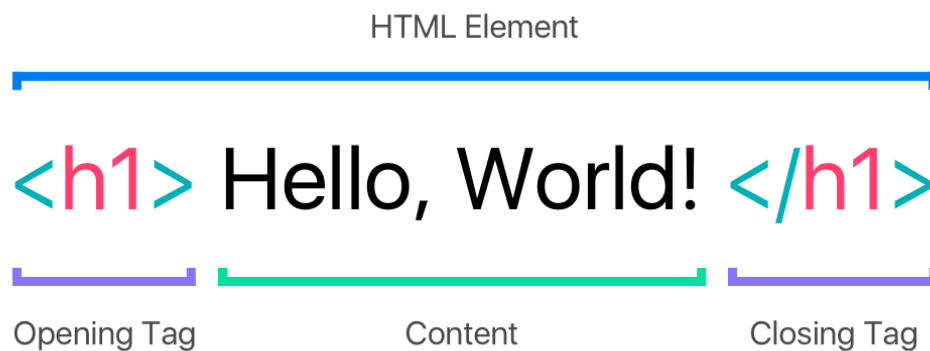 HTML Element
<h1> Hello, World! </h1>
Opening Tag Content Closing Tag